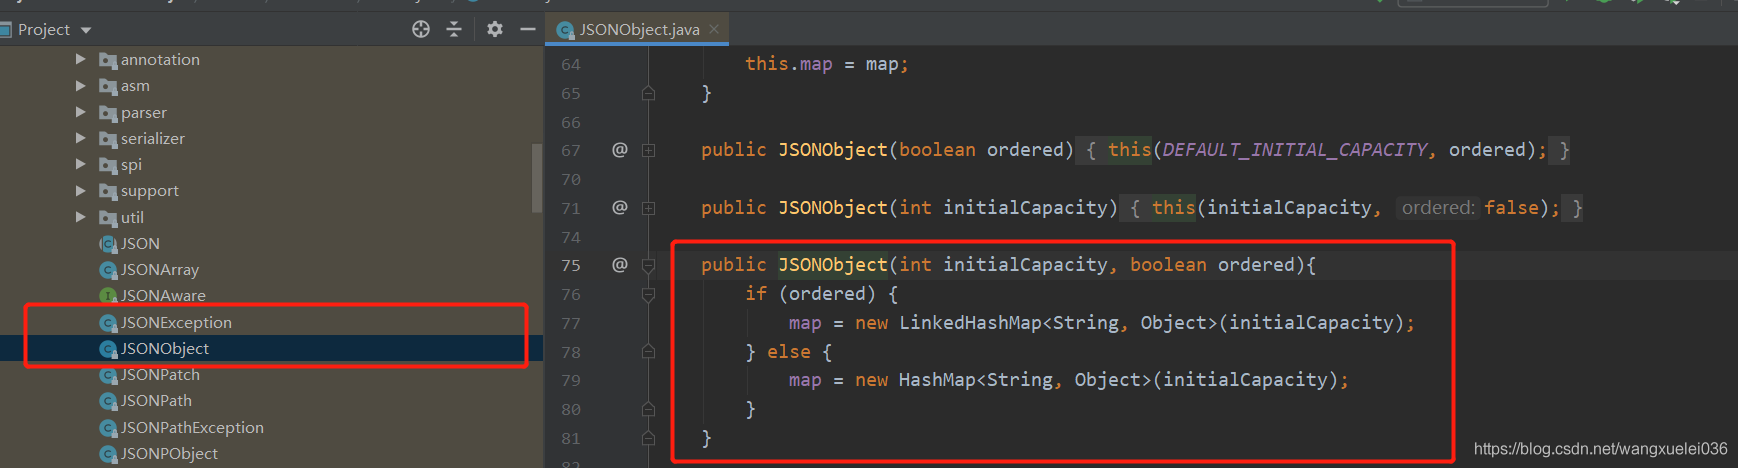 Project
annotation
asm
parser
serializer
spi
support
util
JSON
JSONArray
JSONAware
JSONException
JSONObject
JSONPatch
JSONPath
JSONPathException
JSONPObject
JSONObject.java
64 this.map = map;
65 }
66
67 @ public JSONObject(boolean ordered) { this(DEFAULT_INITIAL_CAPACITY, ordered); }
70
71 @ public JSONObject(int initialCapacity) { this(initialCapacity, ordered: false); }
74
75 @ public JSONObject(int initialCapacity, boolean ordered){
76 if (ordered) {
77 map = new LinkedHashMap<String, Object>(initialCapacity);
78 } else {
79 map = new HashMap<String, Object>(initialCapacity);
80 }
81 }
https://blog.csdn.net/wangxuelei036